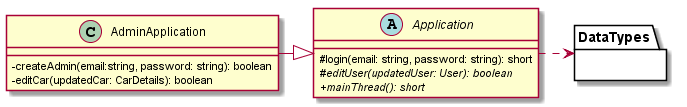 C AdminApplication
-createAdmin(email:string, password: string): boolean
-editCar(updatedCar: CarDetails): boolean
A Application
#login(email: string, password: string): short
#editUser(updatedUser: User): boolean
+mainThread(): short
DataTypes